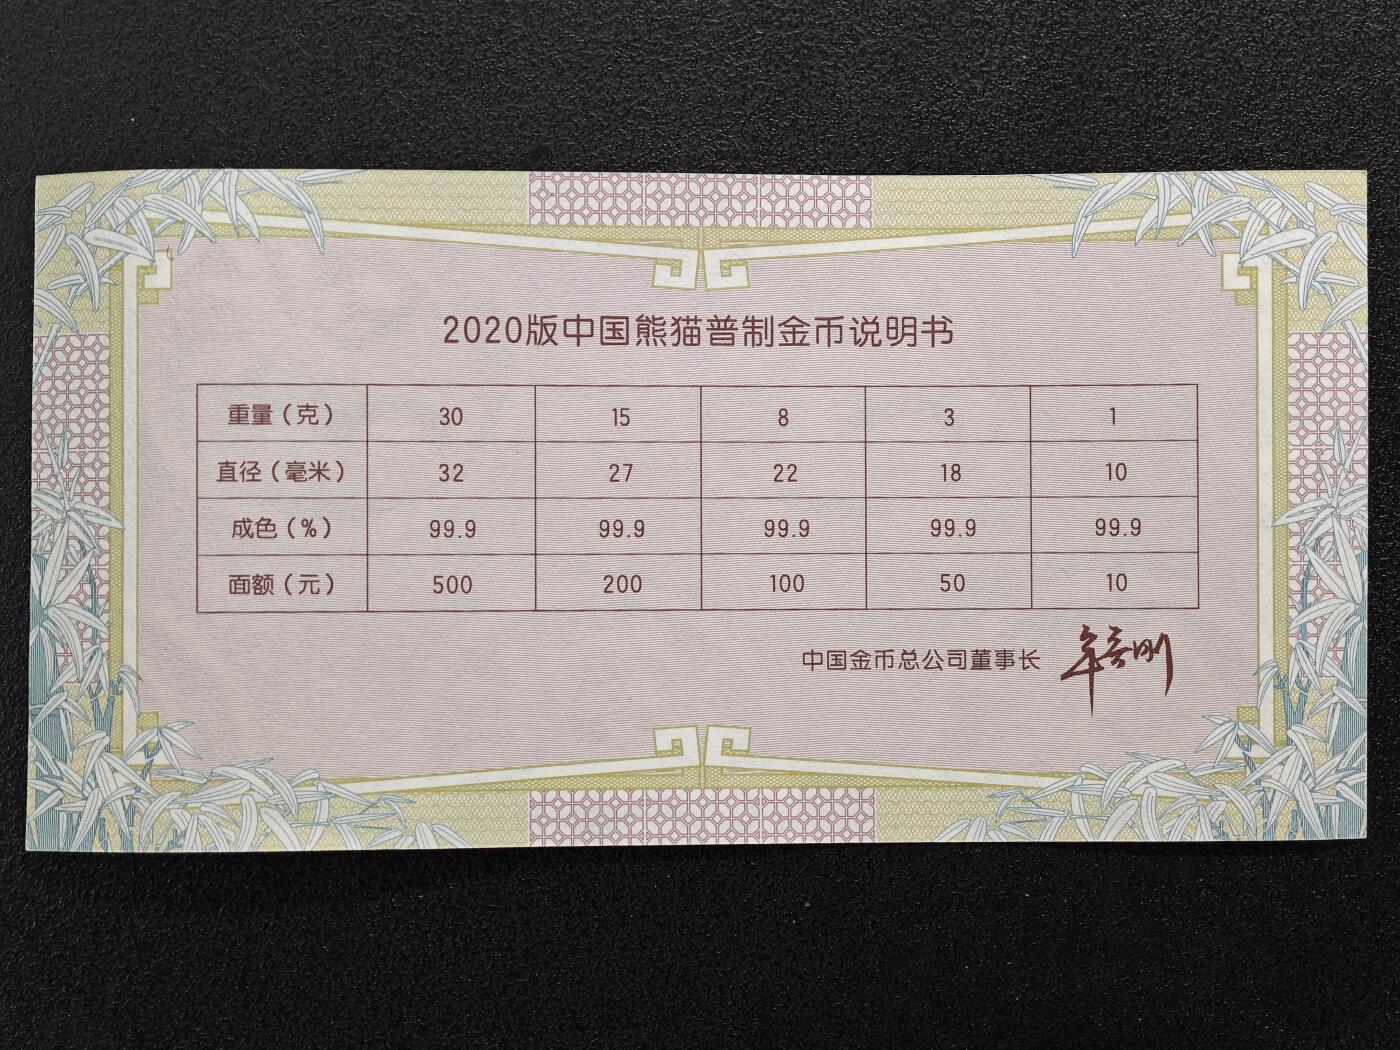 2020版中国熊猫普制金币说明书
重量（克） 30 15 8 3 1
直径（毫米） 32 27 22 18 10
成色（%） 99.9 99.9 99.9 99.9 99.9
面额（元） 500 200 100 50 10
中国金币总公司董事长